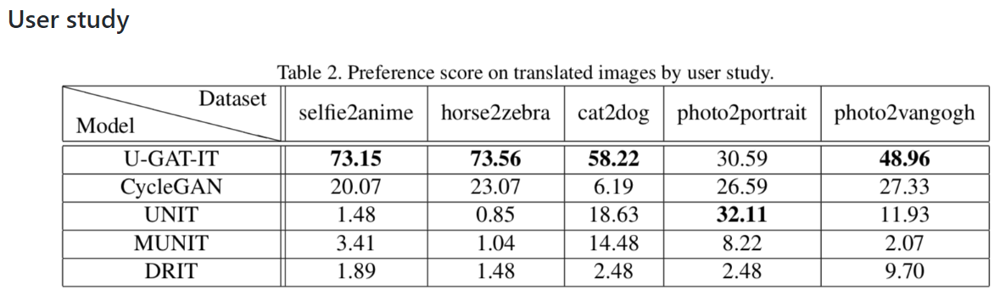 User study
Table 2. Preference score on translated images by user study.
Dataset
Model
selfie2anime horse2zebra cat2dog photo2portrait photo2vangogh
U-GAT-IT 73.15 73.56 58.22 30.59 48.96
CycleGAN 20.07 23.07 6.19 26.59 27.33
UNIT 1.48 0.85 18.63 32.11 11.93
MUNIT 3.41 1.04 14.48 8.22 2.07
DRIT 1.89 1.48 2.48 2.48 9.70